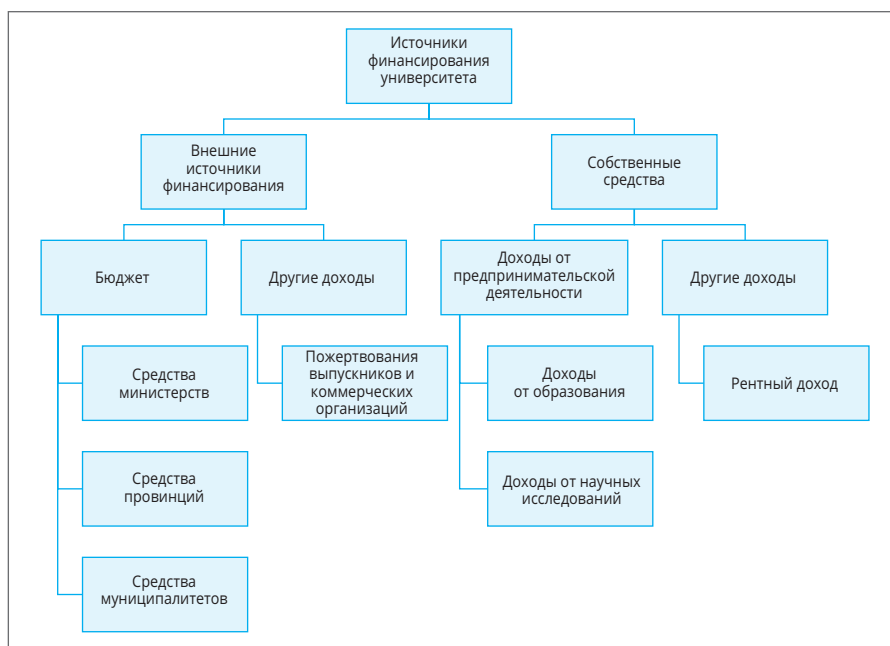 Источники
финансирования
университета
Внешние
источники
финансирования
Собственные
средства
Бюджет
Другие доходы
Доходы от
предпринимательской
деятельности
Другие доходы
Средства
министерств
Пожертвования
выпускников и
коммерческих
организаций
Доходы
от образования
Рентный доход
Средства
провинций
Доходы от научных
исследований
Средства
муниципалитетов